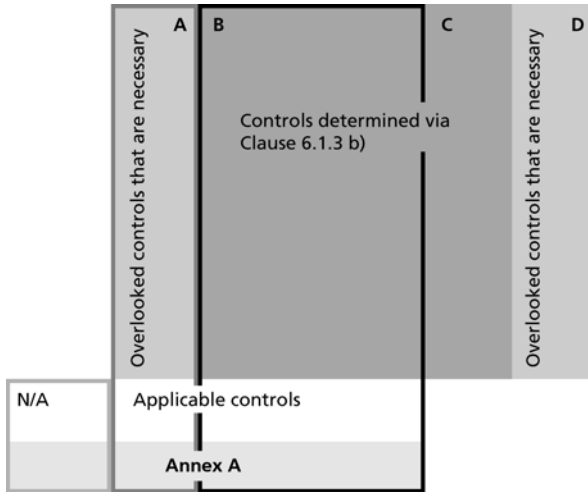 A
B
C
D
Overlooked controls that are necessary
Controls determined via
Clause 6.1.3 b)
Overlooked controls that are necessary
N/A
Applicable controls
Annex A